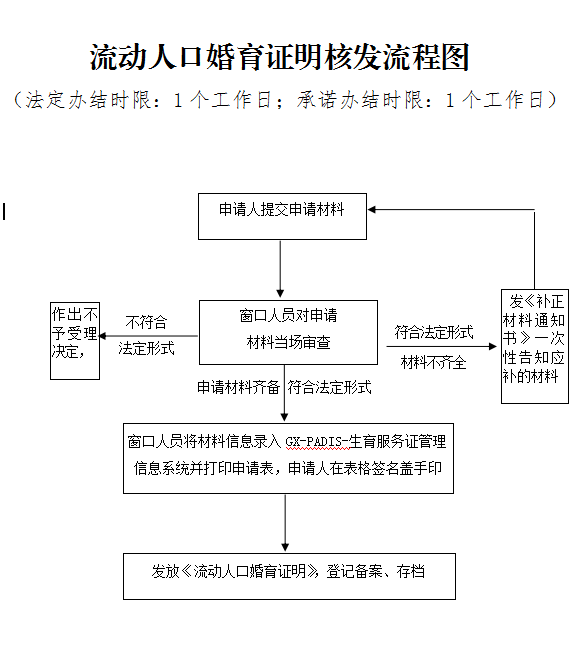 流动人口婚育证明核发流程图
（法定办结时限：1 个工作日；承诺办结时限：1 个工作日）
申请人提交申请材料
作出不
予受理
决定，
不符合
法定形式
窗口人员对申请
材料当场审查
符合法定形式
材料不齐全
发《补正
材料通知
书》一次
性告知应
补的材料
申请材料齐备
符合法定形式
窗口人员将材料信息录入 GX-PADIS-生育服务证管理
信息系统并打印申请表，申请人在表格签名盖手印
发放《流动人口婚育证明》，登记备案、存档